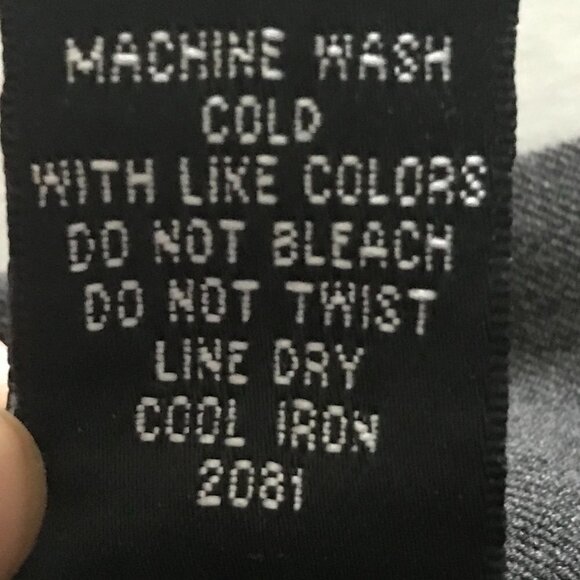 MACHINE WASH
COLD
WITH LIKE COLORS
DO NOT BLEACH
DO NOT TWIST
LINE DRY
COOL IRON
2081